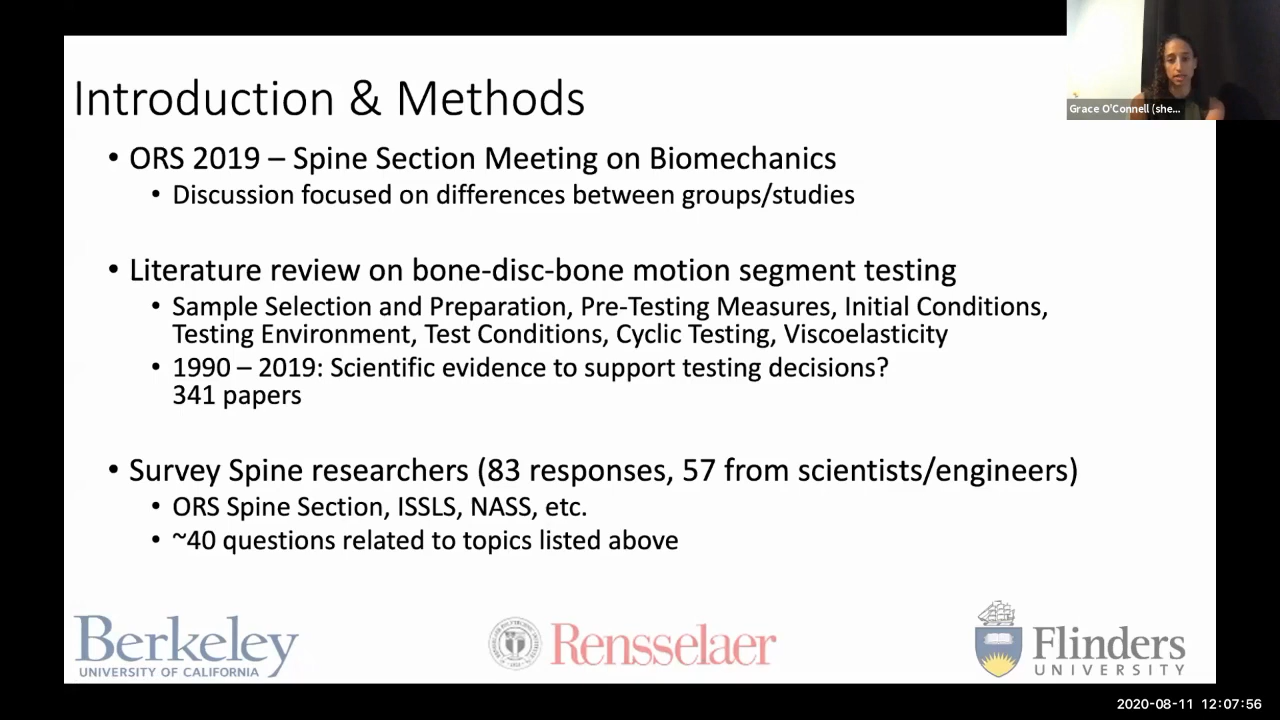 Introduction & Methods
• ORS 2019 – Spine Section Meeting on Biomechanics
• Discussion focused on differences between groups/studies
• Literature review on bone-disc-bone motion segment testing
• Sample Selection and Preparation, Pre-Testing Measures, Initial Conditions,
Testing Environment, Test Conditions, Cyclic Testing, Viscoelasticity
• 1990 – 2019: Scientific evidence to support testing decisions?
341 papers
• Survey Spine researchers (83 responses, 57 from scientists/engineers)
• ORS Spine Section, ISSLS, NASS, etc.
• ~40 questions related to topics listed above
Berkeley
UNIVERSITY OF CALIFORNIA
Rensselaer
Flinders
UNIVERSITY
Grace O'Connell (she...
2020-08-11 12:07:56